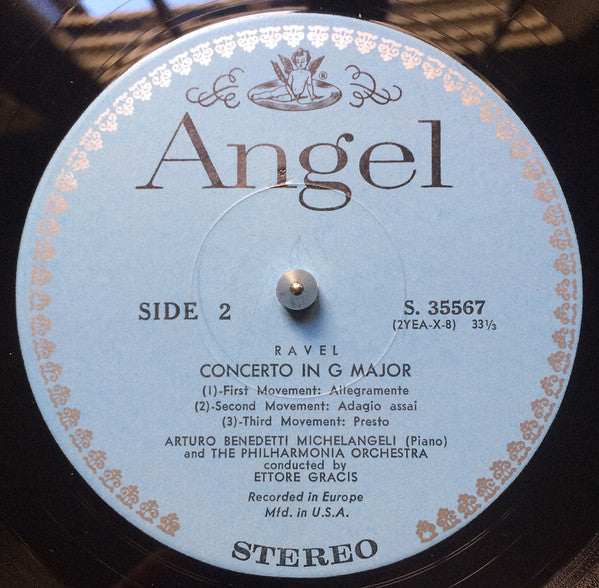 ®
Angel
SIDE 2
S. 35567
(2YEA-X-8) 33⅓
RAVEL
CONCERTO IN G MAJOR
(1)-First Movement: Allegramente
(2)-Second Movement: Adagio assai
(3)-Third Movement: Presto
ARTURO BENEDETTI MICHELANGELI (Piano)
and THE PHILHARMONIA ORCHESTRA
conducted by
ETTORE GRACIS
Recorded in Europe
Mfd. in U.S.A.
STEREO